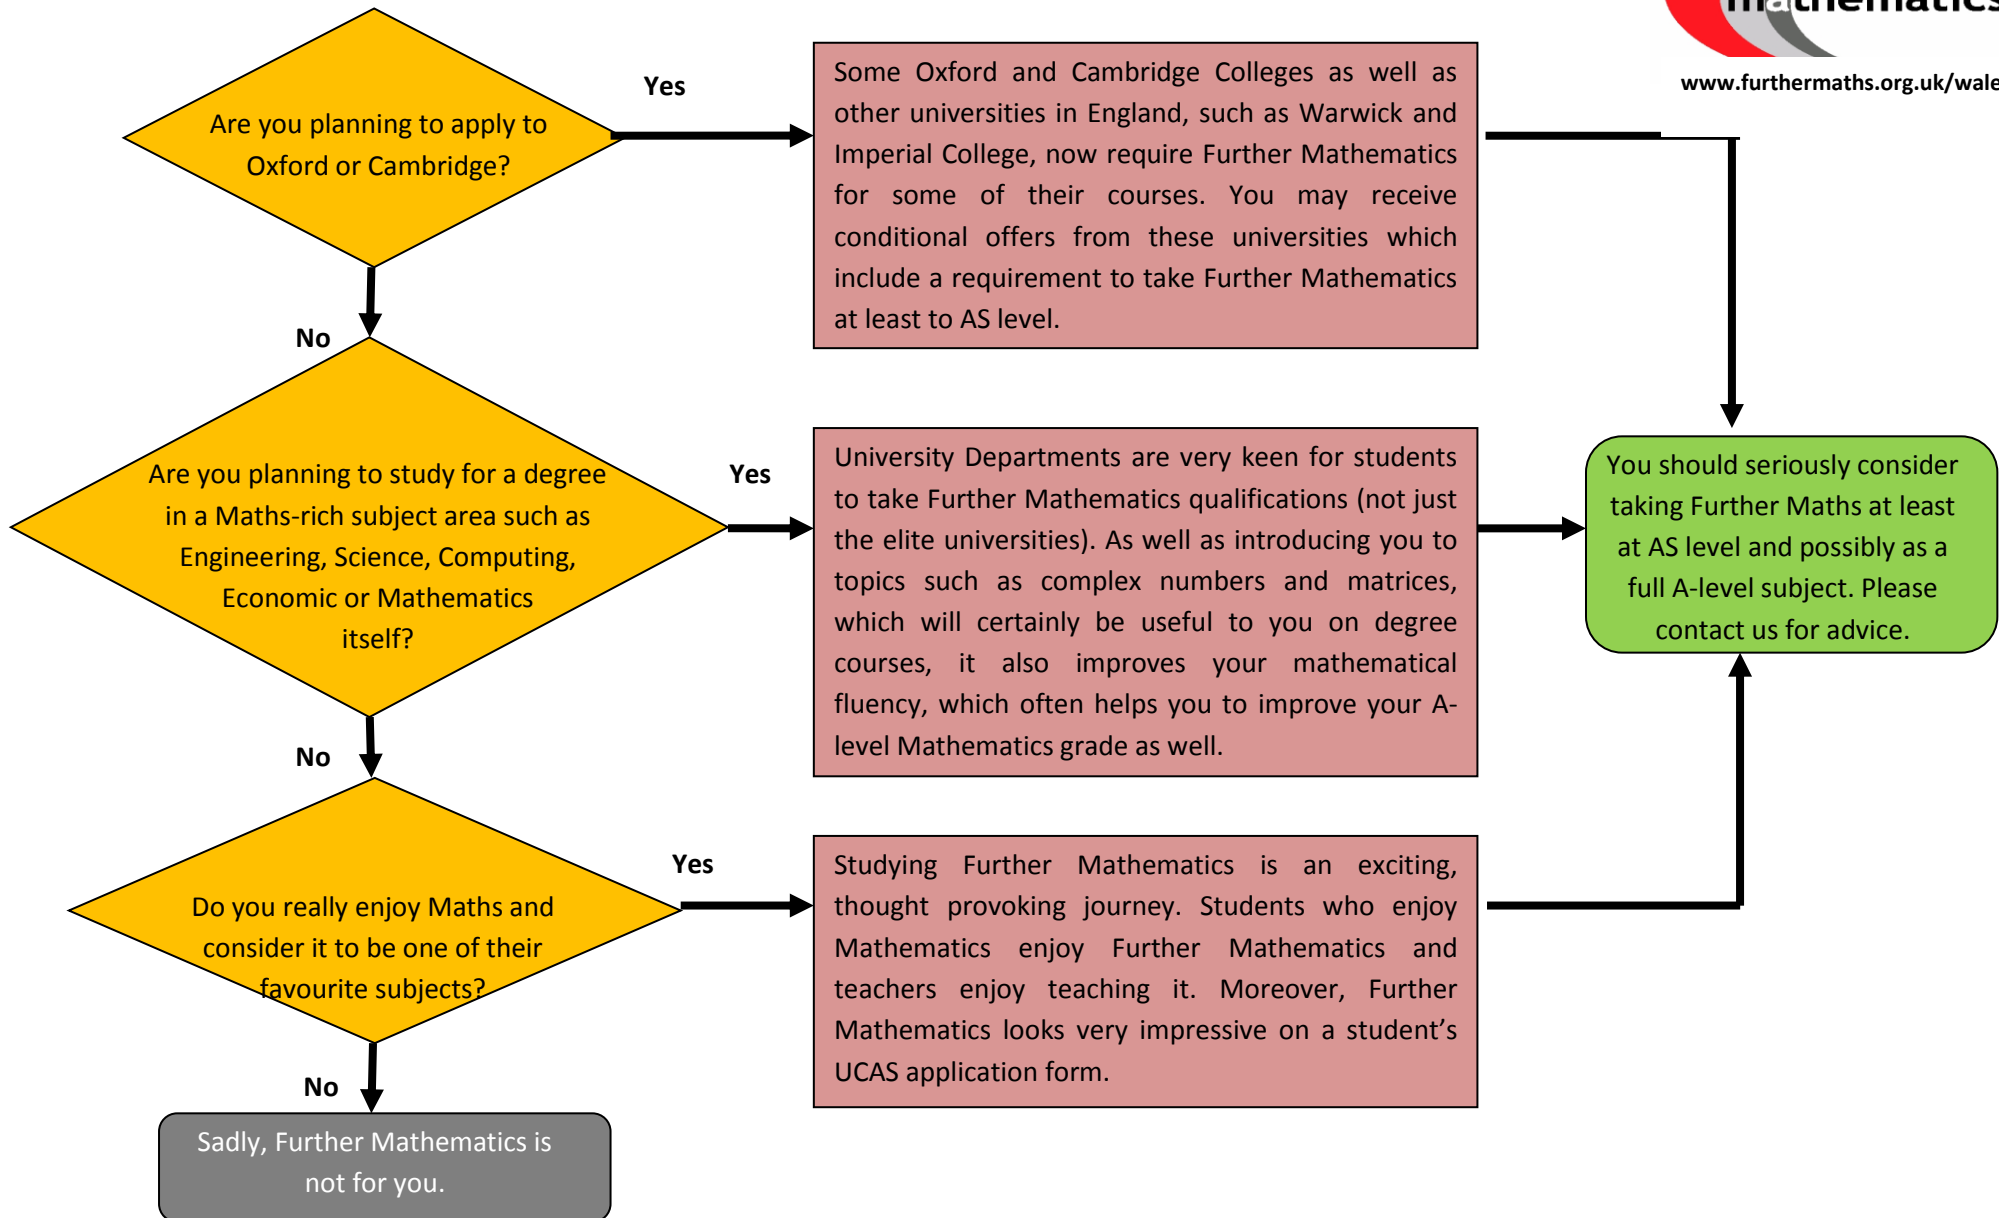 mathematics
www.furthermaths.org.uk/wale
Are you planning to apply to
Oxford or Cambridge?
Yes
Some Oxford and Cambridge Colleges as well as
other universities in England, such as Warwick and
Imperial College, now require Further Mathematics
for some of their courses. You may receive
conditional offers from these universities which
include a requirement to take Further Mathematics
at least to AS level.
No
Are you planning to study for a degree
in a Maths-rich subject area such as
Engineering, Science, Computing,
Economic or Mathematics
itself?
Yes
University Departments are very keen for students
to take Further Mathematics qualifications (not just
the elite universities). As well as introducing you to
topics such as complex numbers and matrices,
which will certainly be useful to you on degree
courses, it also improves your mathematical
fluency, which often helps you to improve your A-
level Mathematics grade as well.
You should seriously consider
taking Further Maths at least
at AS level and possibly as a
full A-level subject. Please
contact us for advice.
No
Do you really enjoy Maths and
consider it to be one of their
favourite subjects?
Yes
Studying Further Mathematics is an exciting,
thought provoking journey. Students who enjoy
Mathematics enjoy Further Mathematics and
teachers enjoy teaching it. Moreover, Further
Mathematics looks very impressive on a student’s
UCAS application form.
No
Sadly, Further Mathematics is
not for you.